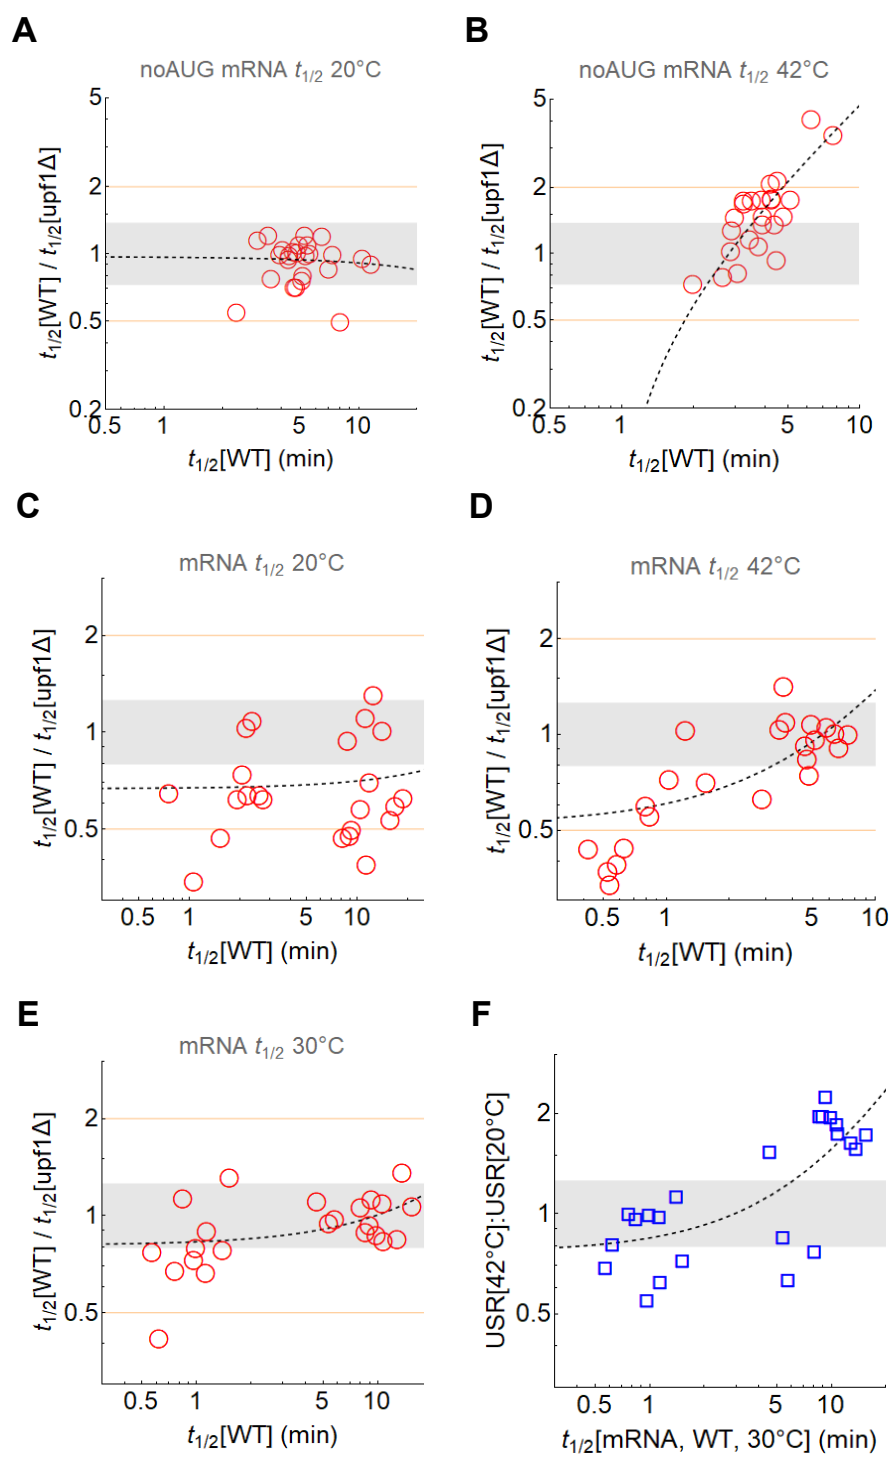 A
noAUG mRNA t1/2 20°C
t1/2[WT] / t1/2[upf1Δ]
5
2
1
0.5
0.2
0.5 1 5 10
t1/2[WT] (min)
B
noAUG mRNA t1/2 42°C
t1/2[WT] / t1/2[upf1Δ]
5
2
1
0.5
0.2
0.5 1 5 10
t1/2[WT] (min)
C
mRNA t1/2 20°C
t1/2[WT] / t1/2[upf1Δ]
2
1
0.5
0.5 1 5 10
t1/2[WT] (min)
D
mRNA t1/2 42°C
t1/2[WT] / t1/2[upf1Δ]
2
1
0.5
0.5 1 5 10
t1/2[WT] (min)
E
mRNA t1/2 30°C
t1/2[WT] / t1/2[upf1Δ]
2
1
0.5
0.5 1 5 10
t1/2[WT] (min)
F
USR[42°C]:USR[20°C]
2
1
0.5
0.5 1 5 10
t1/2[mRNA, WT, 30°C] (min)